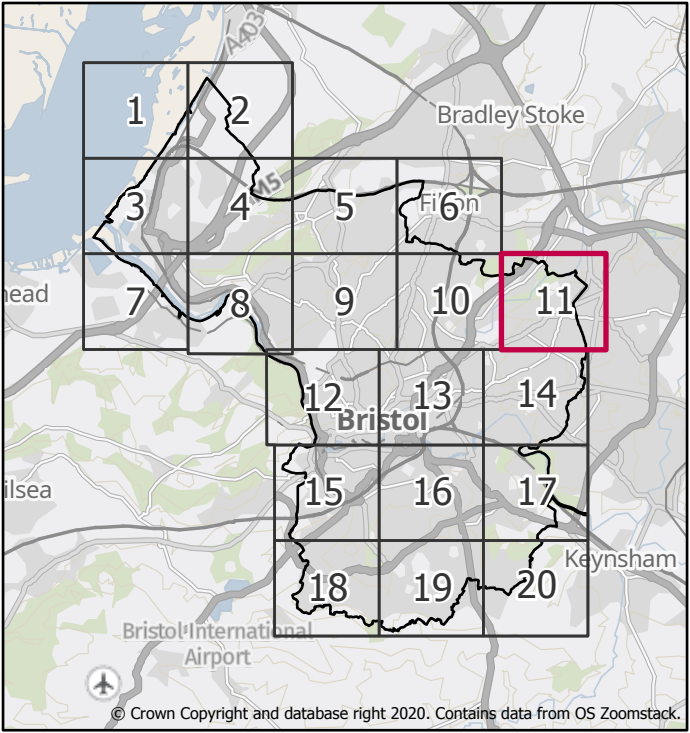 A403
1
2
Bradley Stoke
M5
3
4
5
6
Filton
head
7
8
9
10
11
12
13
14
Bristol
ilsea
15
16
17
Keynsham
18
19
20
Bristol International
Airport
© Crown Copyright and database right 2020. Contains data from OS Zoomstack.